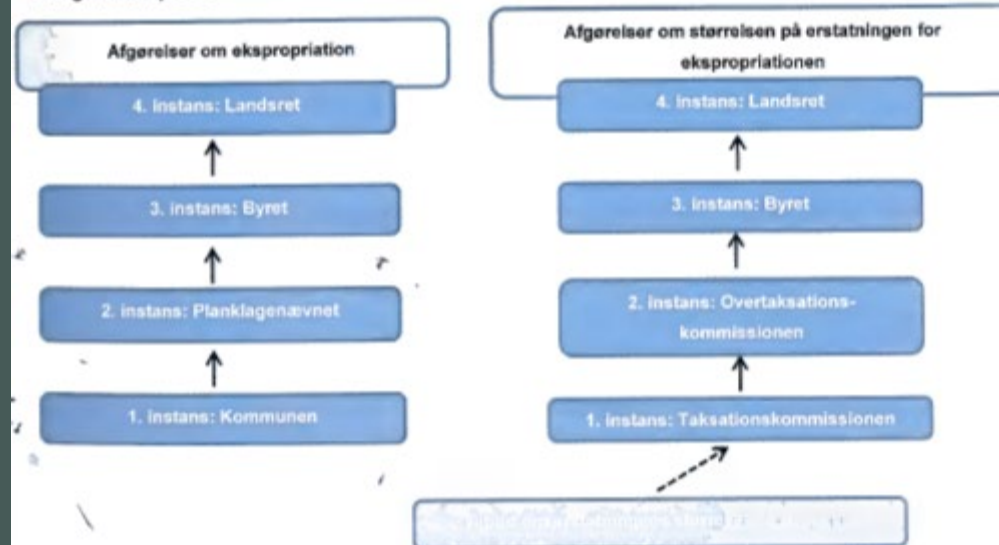 Afgørelser om ekspropriation
4. instans: Landsret
3. instans: Byret
2. instans: Planklagenævnet
1. instans: Kommunen
Afgørelser om størrelsen på erstatningen for
ekspropriationen
4. instans: Landsret
3. instans: Byret
2. instans: Overtaksations-
kommissionen
1. instans: Taksationskommissionen